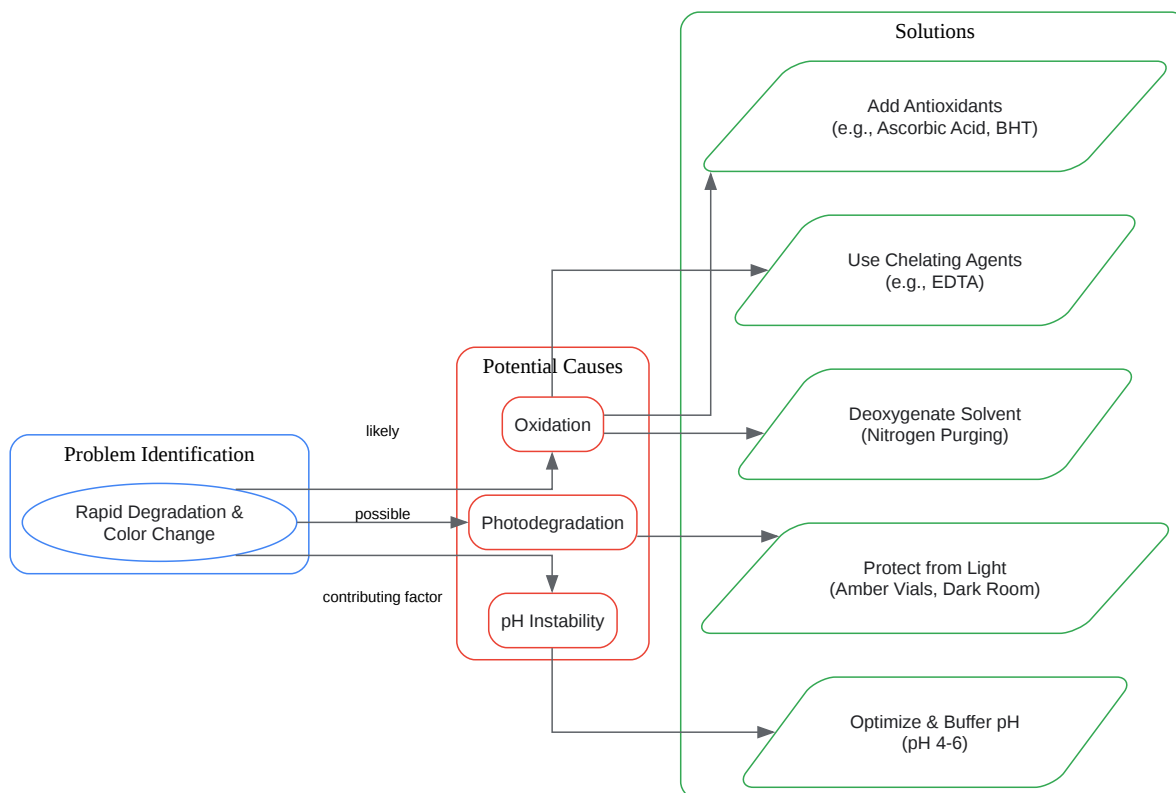 Problem Identification
Rapid Degradation &
Color Change
likely
possible
contributing factor
Potential Causes
Oxidation
Photodegradation
pH Instability
Solutions
Add Antioxidants
(e.g., Ascorbic Acid, BHT)
Use Chelating Agents
(e.g., EDTA)
Deoxygenate Solvent
(Nitrogen Purging)
Protect from Light
(Amber Vials, Dark Room)
Optimize & Buffer pH
(pH 4-6)